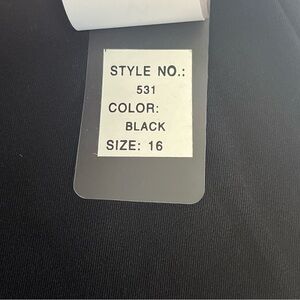 STYLE NO.:
531
COLOR:
BLACK
SIZE: 16